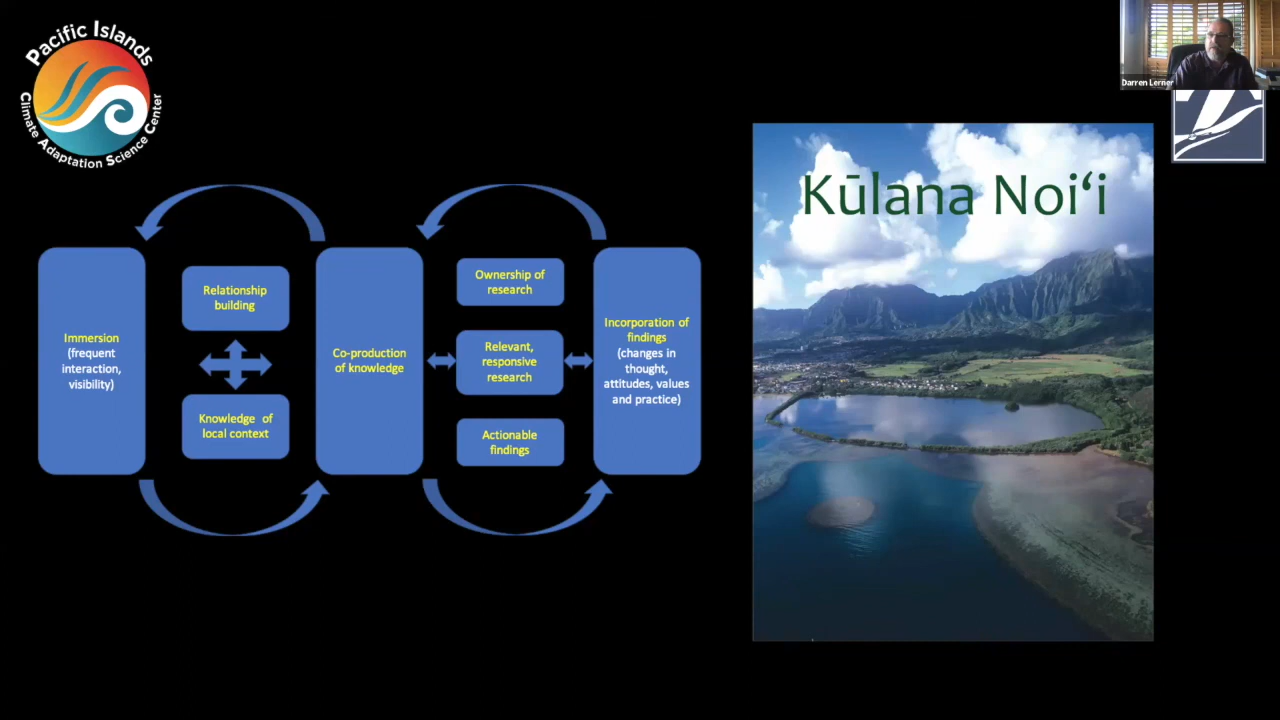 Pacific Islands
Climate Adaptation Science Center
Darren Lerner
Immersion
(frequent
interaction,
visibility)
Relationship
building
Knowledge of
local context
Co-production
of knowledge
Ownership of
research
Relevant,
responsive
research
Actionable
findings
Incorporation of
findings
(changes in
thought,
attitudes, values
and practice)
Kūlana Noiʻi